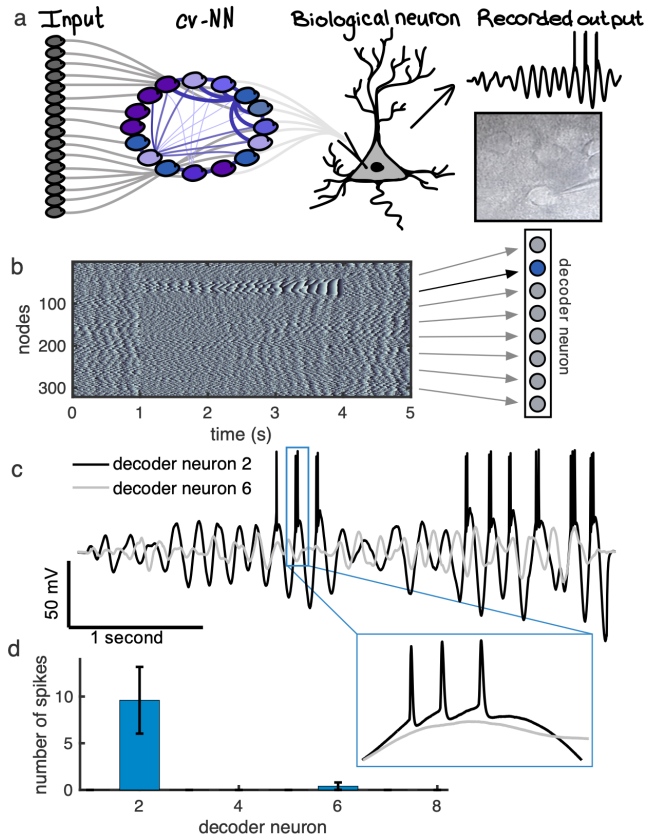 a
Input
cv-NN
Biological neuron
Recorded output
b
nodes
100
200
300
0
1
2
3
4
5
time (s)
decoder neuron
c
decoder neuron 2
decoder neuron 6
50 mV
1 second
d
number of spikes
10
5
0
2
4
6
8
decoder neuron